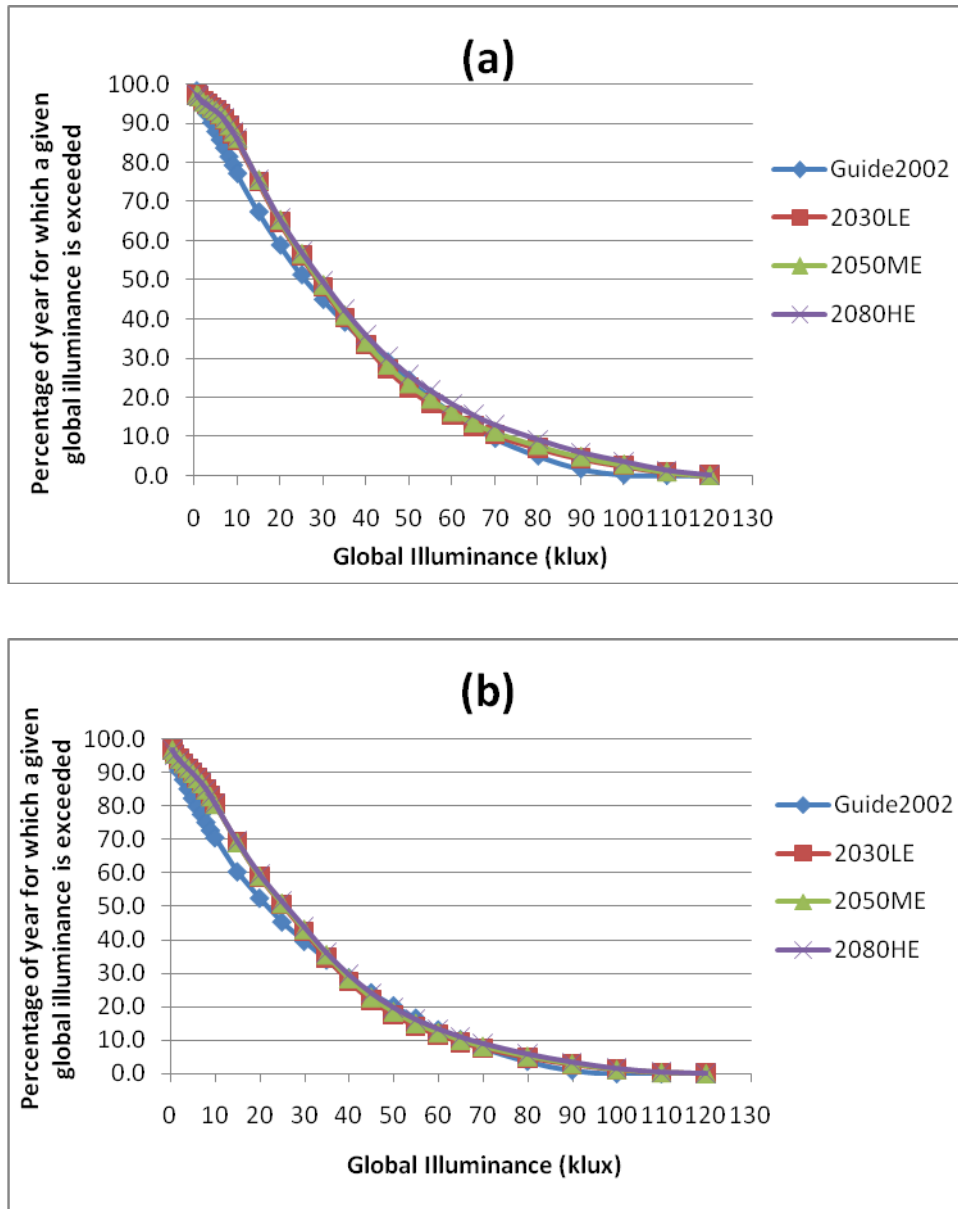 (a)
Percentage of year for which a given
global illuminance is exceeded
100.0
90.0
80.0
70.0
60.0
50.0
40.0
30.0
20.0
10.0
0.0
0 10 20 30 40 50 60 70 80 90 100 110 120 130
Global Illuminance (klux)
Guide2002
2030LE
2050ME
2080HE
(b)
Percentage of year for which a given
global illuminance is exceeded
100.0
90.0
80.0
70.0
60.0
50.0
40.0
30.0
20.0
10.0
0.0
0 10 20 30 40 50 60 70 80 90 100 110 120 130
Global Illuminance (klux)
Guide2002
2030LE
2050ME
2080HE